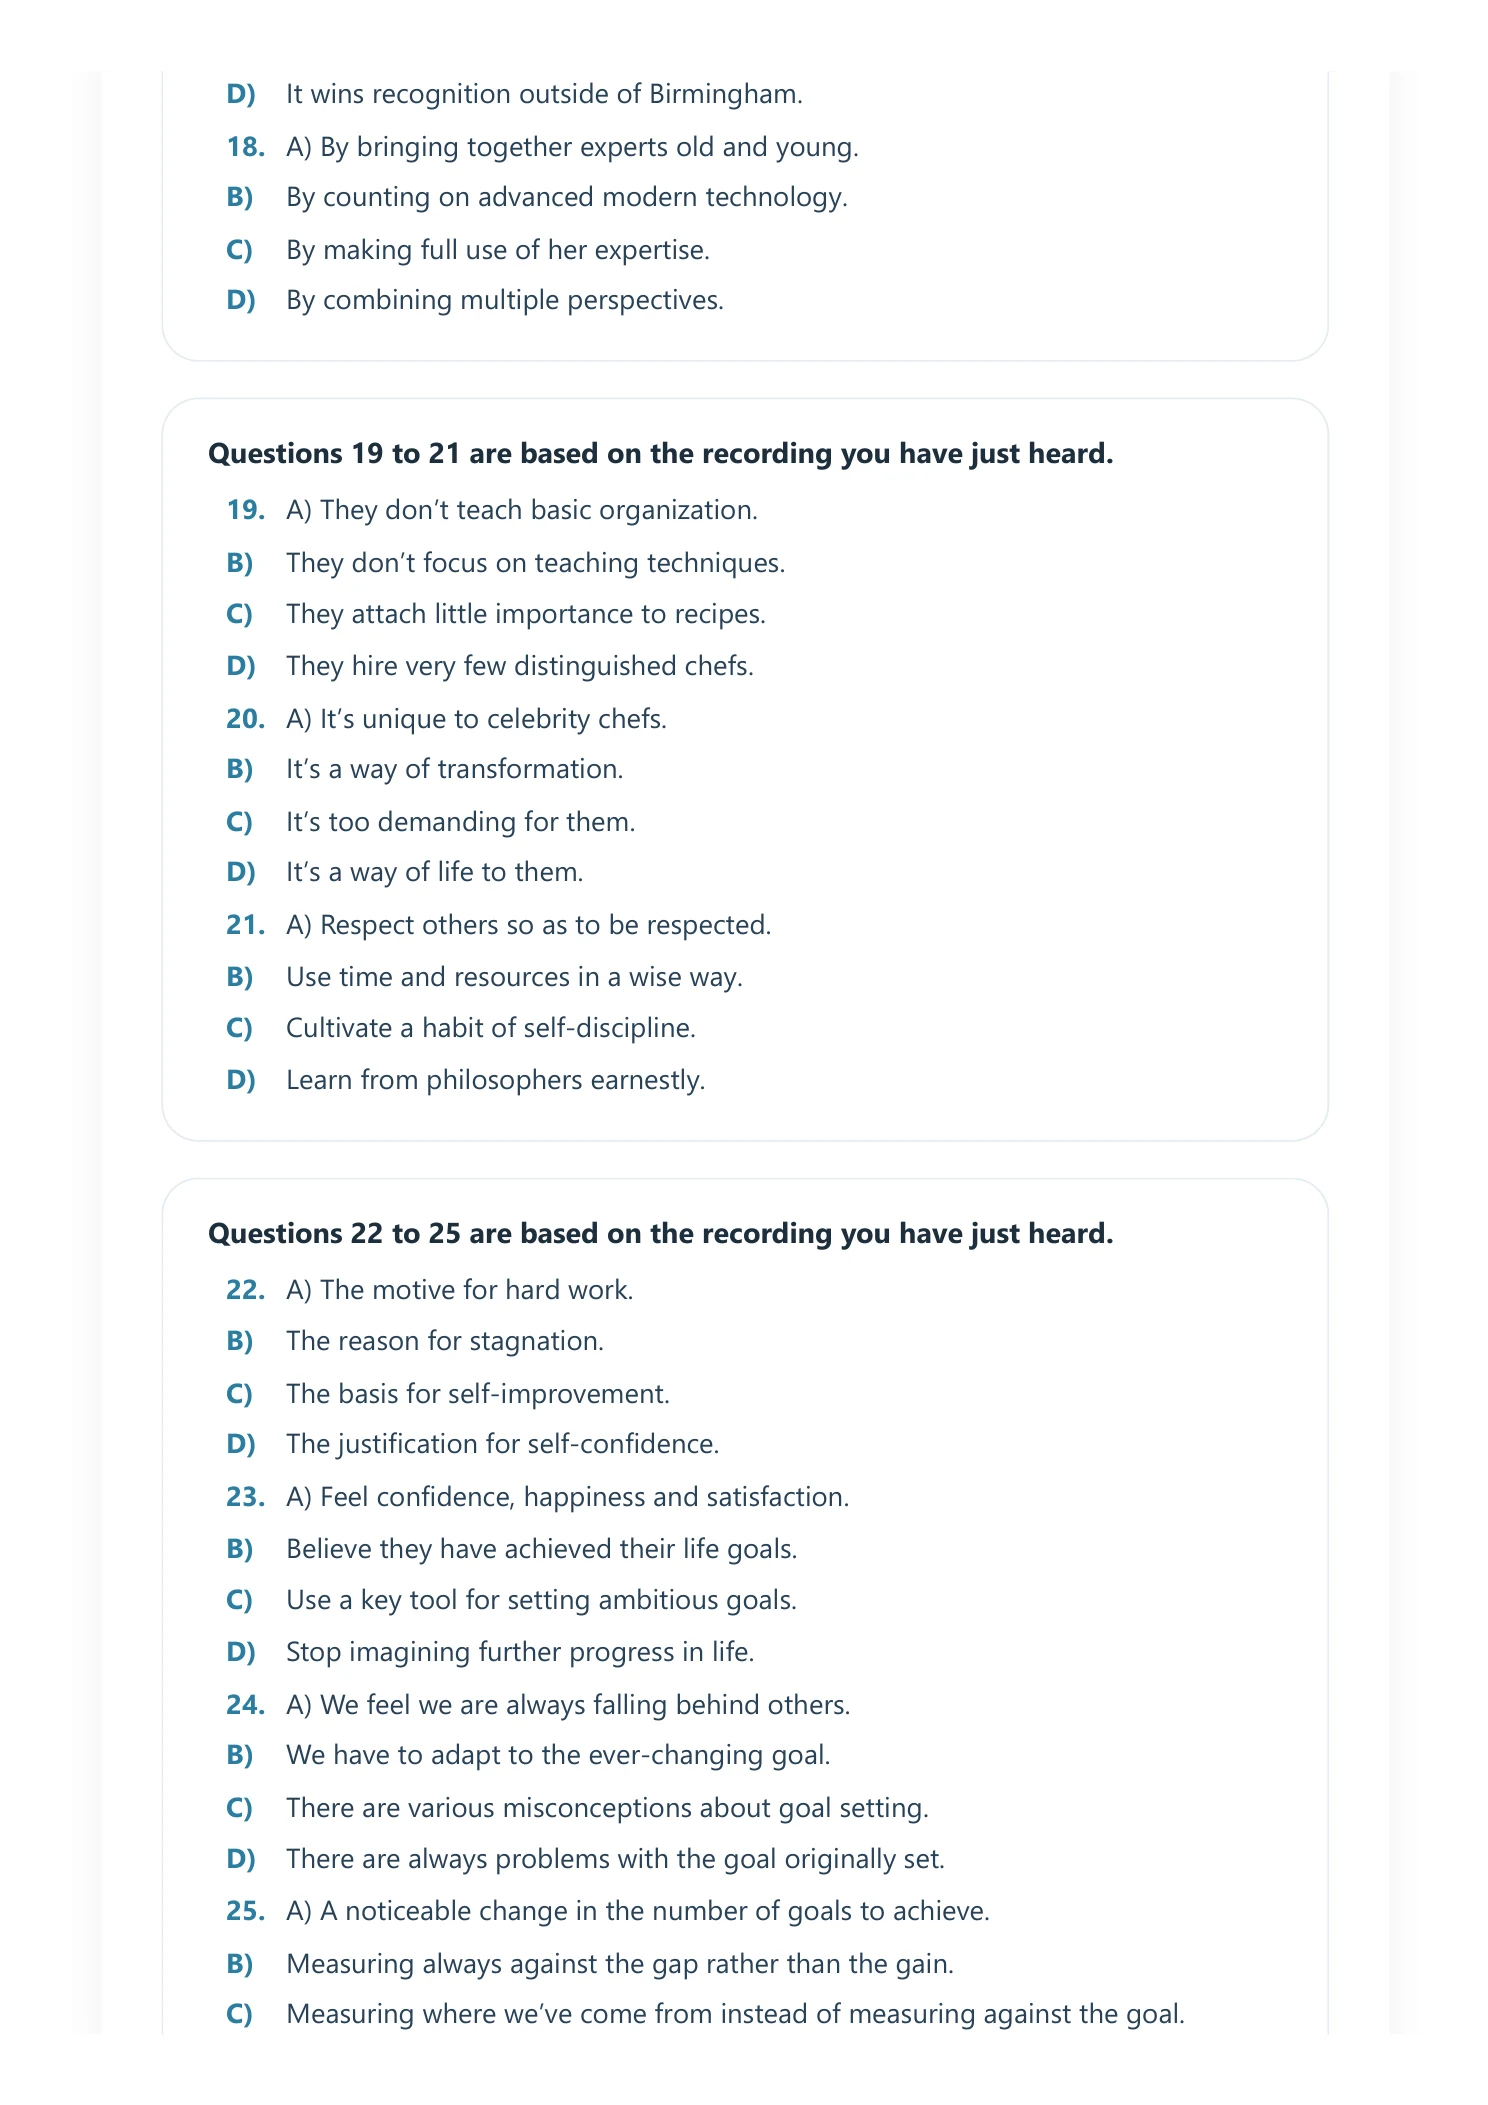 D) It wins recognition outside of Birmingham.
18. A) By bringing together experts old and young.
B) By counting on advanced modern technology.
C) By making full use of her expertise.
D) By combining multiple perspectives.
Questions 19 to 21 are based on the recording you have just heard.
19. A) They don’t teach basic organization.
B) They don’t focus on teaching techniques.
C) They attach little importance to recipes.
D) They hire very few distinguished chefs.
20. A) It’s unique to celebrity chefs.
B) It’s a way of transformation.
C) It’s too demanding for them.
D) It’s a way of life to them.
21. A) Respect others so as to be respected.
B) Use time and resources in a wise way.
C) Cultivate a habit of self-discipline.
D) Learn from philosophers earnestly.
Questions 22 to 25 are based on the recording you have just heard.
22. A) The motive for hard work.
B) The reason for stagnation.
C) The basis for self-improvement.
D) The justification for self-confidence.
23. A) Feel confidence, happiness and satisfaction.
B) Believe they have achieved their life goals.
C) Use a key tool for setting ambitious goals.
D) Stop imagining further progress in life.
24. A) We feel we are always falling behind others.
B) We have to adapt to the ever-changing goal.
C) There are various misconceptions about goal setting.
D) There are always problems with the goal originally set.
25. A) A noticeable change in the number of goals to achieve.
B) Measuring always against the gap rather than the gain.
C) Measuring where we’ve come from instead of measuring against the goal.